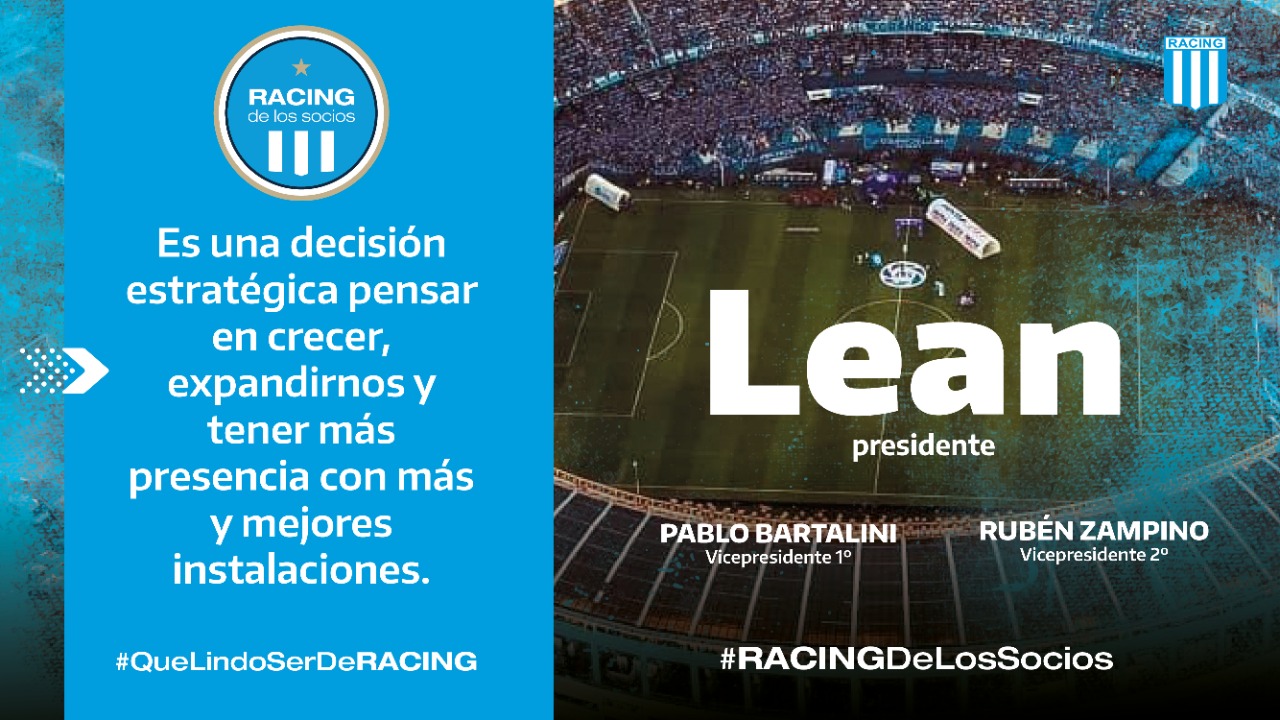 RACING
de los socios
Es una decisión
estratégica pensar
en crecer,
expandirnos y
tener más
presencia con más
y mejores
instalaciones.
#QueLindoSerDeRACING
RACING
Lean
presidente
PABLO BARTALINI
Vicepresidente 1º
RUBÉN ZAMPINO
Vicepresidente 2º
#RACINGDeLosSocios